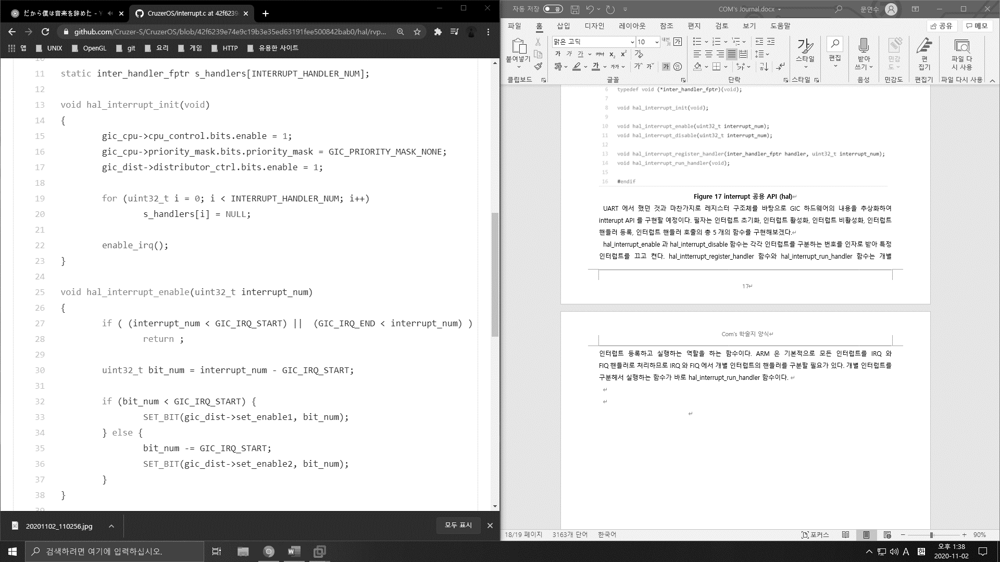 だから僕は音楽を辞めた - Y
CruzerOS/interrupt.c at 42f6239
github.com/Cruzer-S/CruzerOS/blob/42f6239e74e9c19b3e35ed63191fee500842bab0/hal/rvp...
앱 UNIX OpenGL git 요리 게임 HTTP 유용한 사이트
10
11 static inter_handler_fptr s_handlers[INTERRUPT_HANDLER_NUM];
12
13 void hal_interrupt_init(void)
14 {
15 gic_cpu->cpu_control.bits.enable = 1;
16 gic_cpu->priority_mask.bits.priority_mask = GIC_PRIORITY_MASK_NONE;
17 gic_dist->distributor_ctrl.bits.enable = 1;
18
19 for (uint32_t i = 0; i < INTERRUPT_HANDLER_NUM; i++)
20 s_handlers[i] = NULL;
21
22 enable_irq();
23 }
24
25 void hal_interrupt_enable(uint32_t interrupt_num)
26 {
27 if ( (interrupt_num < GIC_IRQ_START) || (GIC_IRQ_END < interrupt_num) )
28 return ;
29
30 uint32_t bit_num = interrupt_num - GIC_IRQ_START;
31
32 if (bit_num < GIC_IRQ_START) {
33 SET_BIT(gic_dist->set_enable1, bit_num);
34 } else {
35 bit_num -= GIC_IRQ_START;
36 SET_BIT(gic_dist->set_enable2, bit_num);
37 }
38 }
39
20201102_110256.jpg
모두 표시
자동 저장 끔 COM's Journal.docx 문연수
파일 홈 삽입 디자인 레이아웃 참조 편지 검토 보기 도움말 공유 메모
붙여넣기
맑은 고딕 10
스타일
편집
받아쓰기
민감도
편집기
파일 다시 사용
클립보드 글꼴 단락 스타일 음성 민감도 편집기 파일 다시 사용
6 typedef void (*inter_handler_fptr)(void);
7
8 void hal_interrupt_init(void);
9
10 void hal_interrupt_enable(uint32_t interrupt_num);
11 void hal_interrupt_disable(uint32_t interrupt_num);
12
13 void hal_interrupt_register_handler(inter_handler_fptr handler, uint32_t interrupt_num);
14 void hal_interrupt_run_handler(void);
15
16 #endif
Figure 17 interrupt 공용 API (hal)
UART 에서 했던 것과 마찬가지로 레지스터 구조체를 바탕으로 GIC 하드웨어의 내용을 추상화하여
intterupt API 를 구현할 예정이다. 필자는 인터럽트 초기화, 인터럽트 활성화, 인터럽트 비활성화, 인터럽트
핸들러 등록, 인터럽트 핸들러 호출의 총 5 개의 함수를 구현해보겠다.
hal_interrupt_enable 과 hal_interrupt_disable 함수는 각각 인터럽트를 구분하는 번호를 인자로 받아 특정
인터럽트를 끄고 켠다. hal_intterrupt_register_handler 함수와 hal_interrupt_run_handler 함수는 개별
17
Com's 학술지 양식
인터럽트 등록하고 실행하는 역할을 하는 함수이다. ARM 은 기본적으로 모든 인터럽트를 IRQ 와
FIQ 핸들러로 처리하므로 IRQ 와 FIQ 에서 개별 인터럽트의 핸들러를 구분할 필요가 있다. 개별 인터럽트를
구분헤서 실행하는 함수가 바로 hal_interrupt_run_handler 함수이다.
18/19 페이지 3163개 단어 한국어 포커스 90%
검색하려면 여기에 입력하십시오.
A 한
오후 1:38
2020-11-02